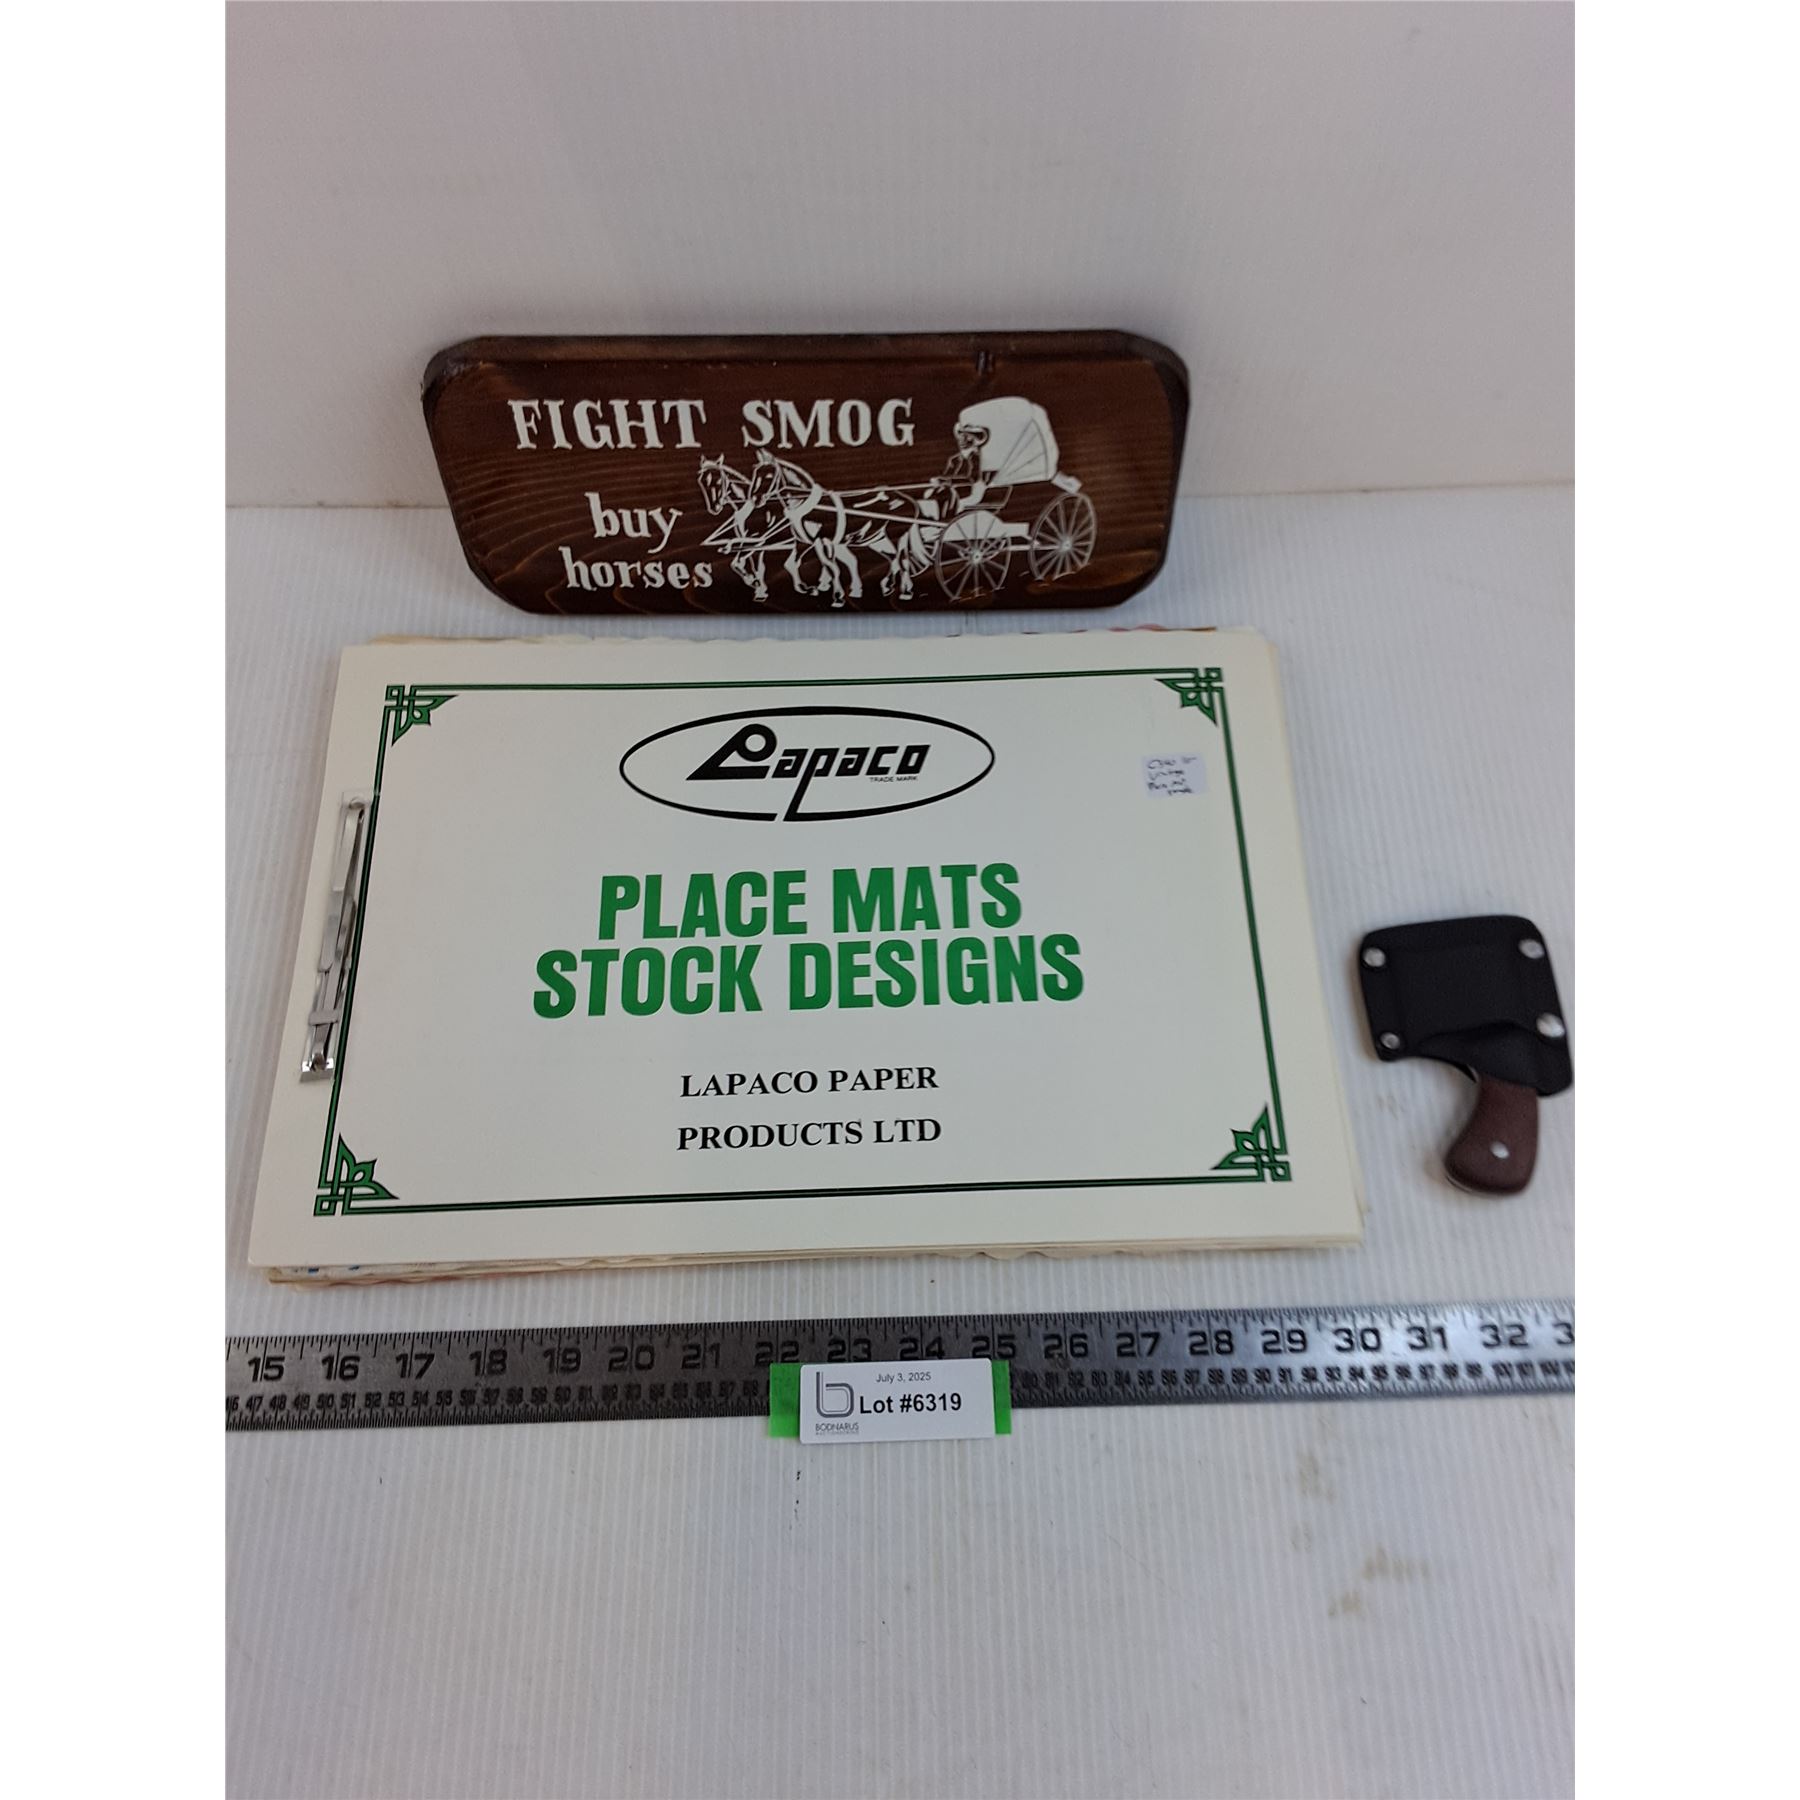 FIGHT SMOG
buy
horses
Lapaco
TRADE MARK
PLACE MATS
STOCK DESIGNS
LAPACO PAPER
PRODUCTS LTD
15 16 17 18 19 20 21 22 23 24 25 26 27 28 29 30 31 32 3
July 3, 2025
Lot #6319
BODNARUS
AUCTIONEERING